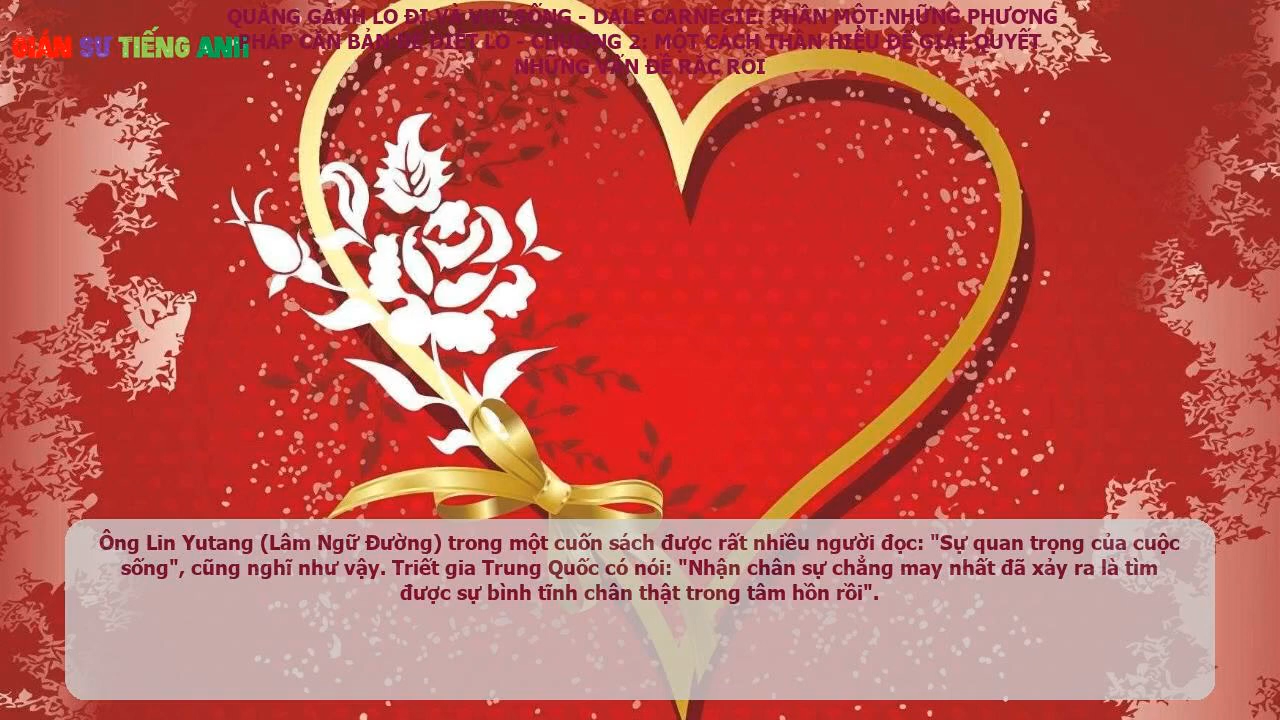 QUẲNG GÁNH LO ĐI VÀ VUI SỐNG - DALE CARNEGIE: PHẦN MỘT:NHỮNG PHƯƠNG
PHÁP CĂN BẢN ĐỂ DIỆT LO - CHƯƠNG 2: MỘT CÁCH THẦN HIỆU ĐỂ GIẢI QUYẾT
NHỮNG VẤN ĐỀ RẮC RỐI
GIÁN SƯ TIẾNG ANH
Ông Lin Yutang (Lâm Ngữ Đường) trong một cuốn sách được rất nhiều người đọc: "Sự quan trọng của cuộc
sống", cũng nghĩ như vậy. Triết gia Trung Quốc có nói: "Nhận chân sự chẳng may nhất đã xảy ra là tìm
được sự bình tĩnh chân thật trong tâm hồn rồi".